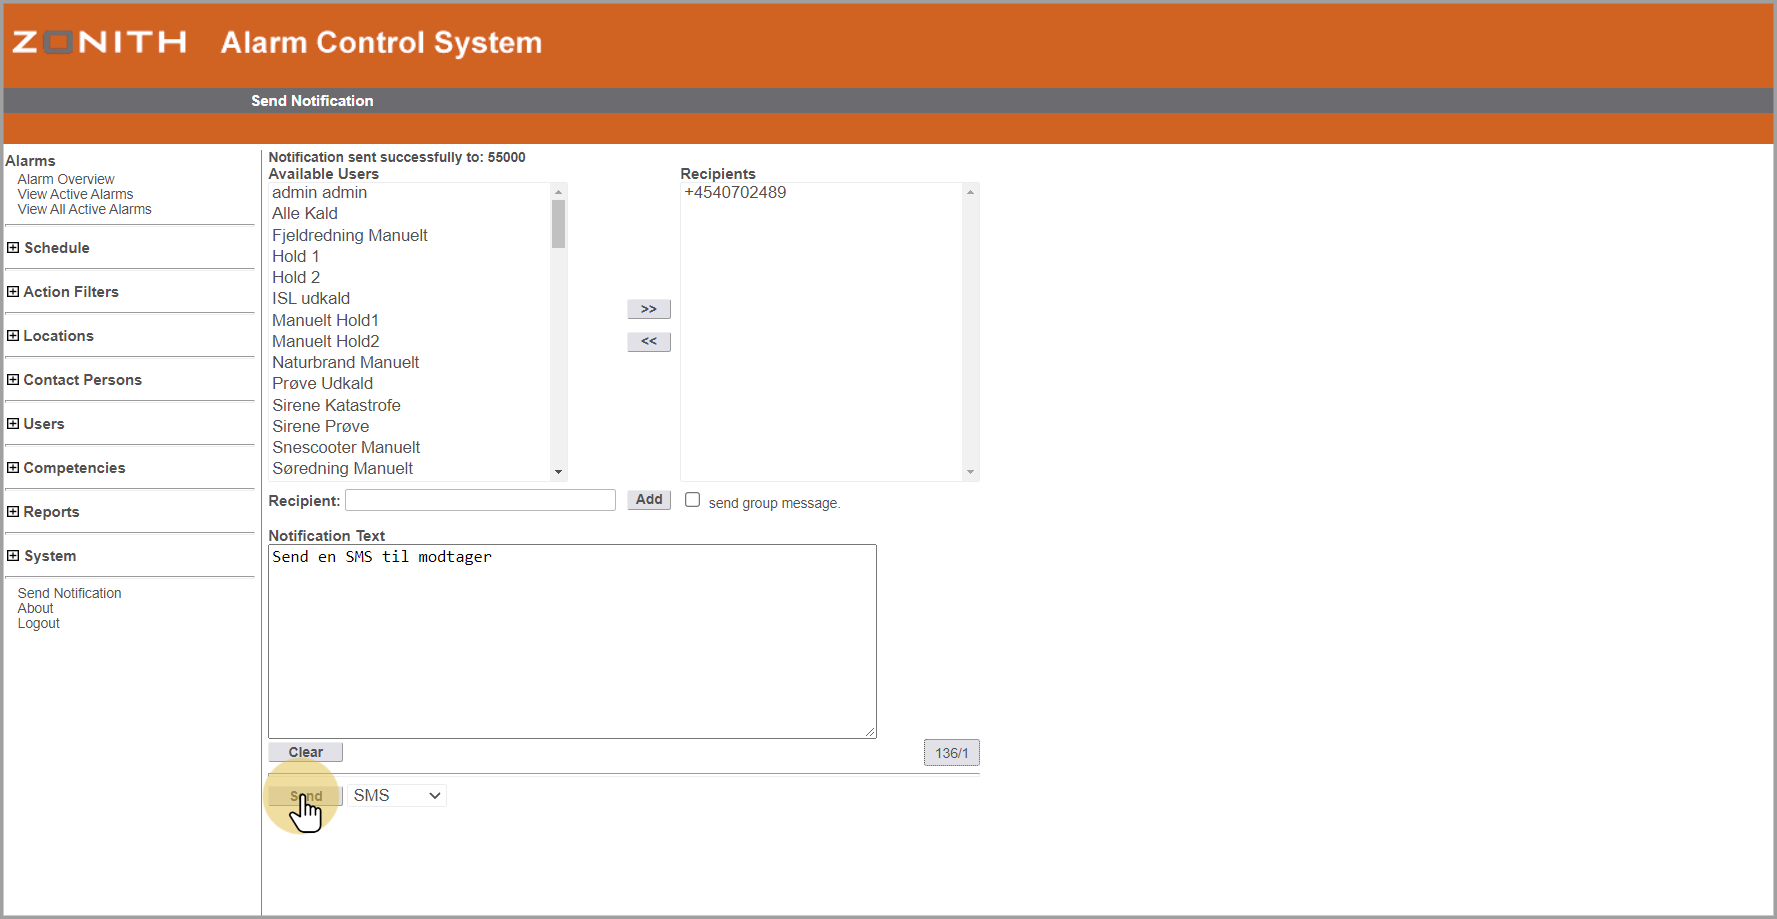 ZONITH Alarm Control System
Send Notification
Alarms
Alarm Overview
View Active Alarms
View All Active Alarms
Schedule
Action Filters
Locations
Contact Persons
Users
Competencies
Reports
System
Send Notification
About
Logout
Notification sent successfully to: 55000
Available Users
admin admin
Alle Kald
Fjeldredning Manuelt
Hold 1
Hold 2
ISL udkald
Manuelt Hold1
Manuelt Hold2
Naturbrand Manuelt
Prøve Udkald
Sirene Katastrofe
Sirene Prøve
Snescooter Manuelt
Søredning Manuelt
>>
<<
Recipients
+4540702489
Recipient:
Add
send group message.
Notification Text
Send en SMS til modtager
Clear
136/1
Send
SMS